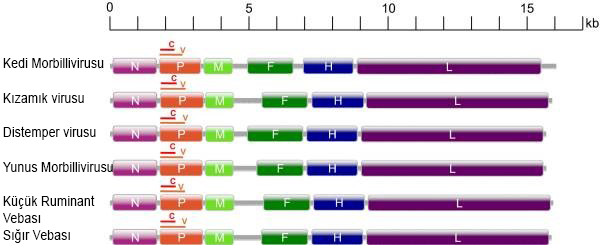 0 5 10 15 kb
C
V
Kedi Morbillivirusu N P M F H L
C
V
Kızamık virusu N P M F H L
C
V
Distemper virusu N P M F H L
C
V
Yunus Morbillivirusu N P M F H L
C
V
Küçük Ruminant N P M F H L
Vebası
C
V
Sığır Vebası N P M F H L